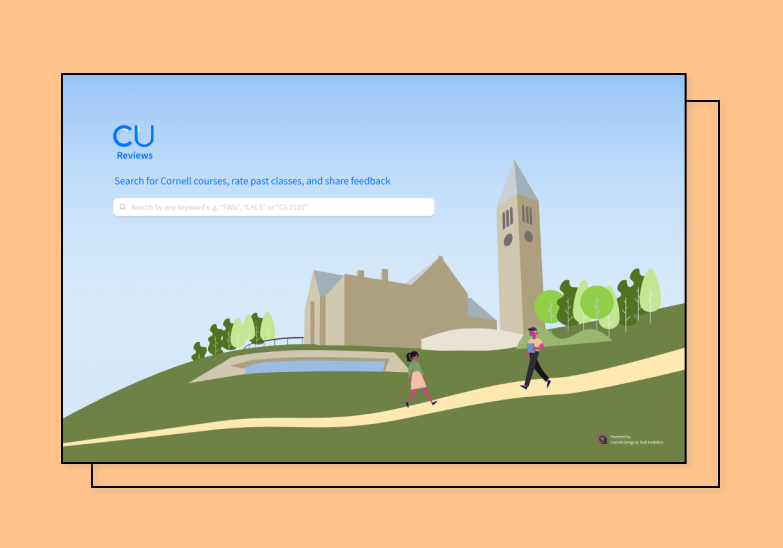 CU
Reviews
Search for Cornell courses, rate past classes, and share feedback
Search by any keyword e.g. “FWS”, “CALS” or “CS 2110”
Powered by
Cornell Design & Tech Initiative